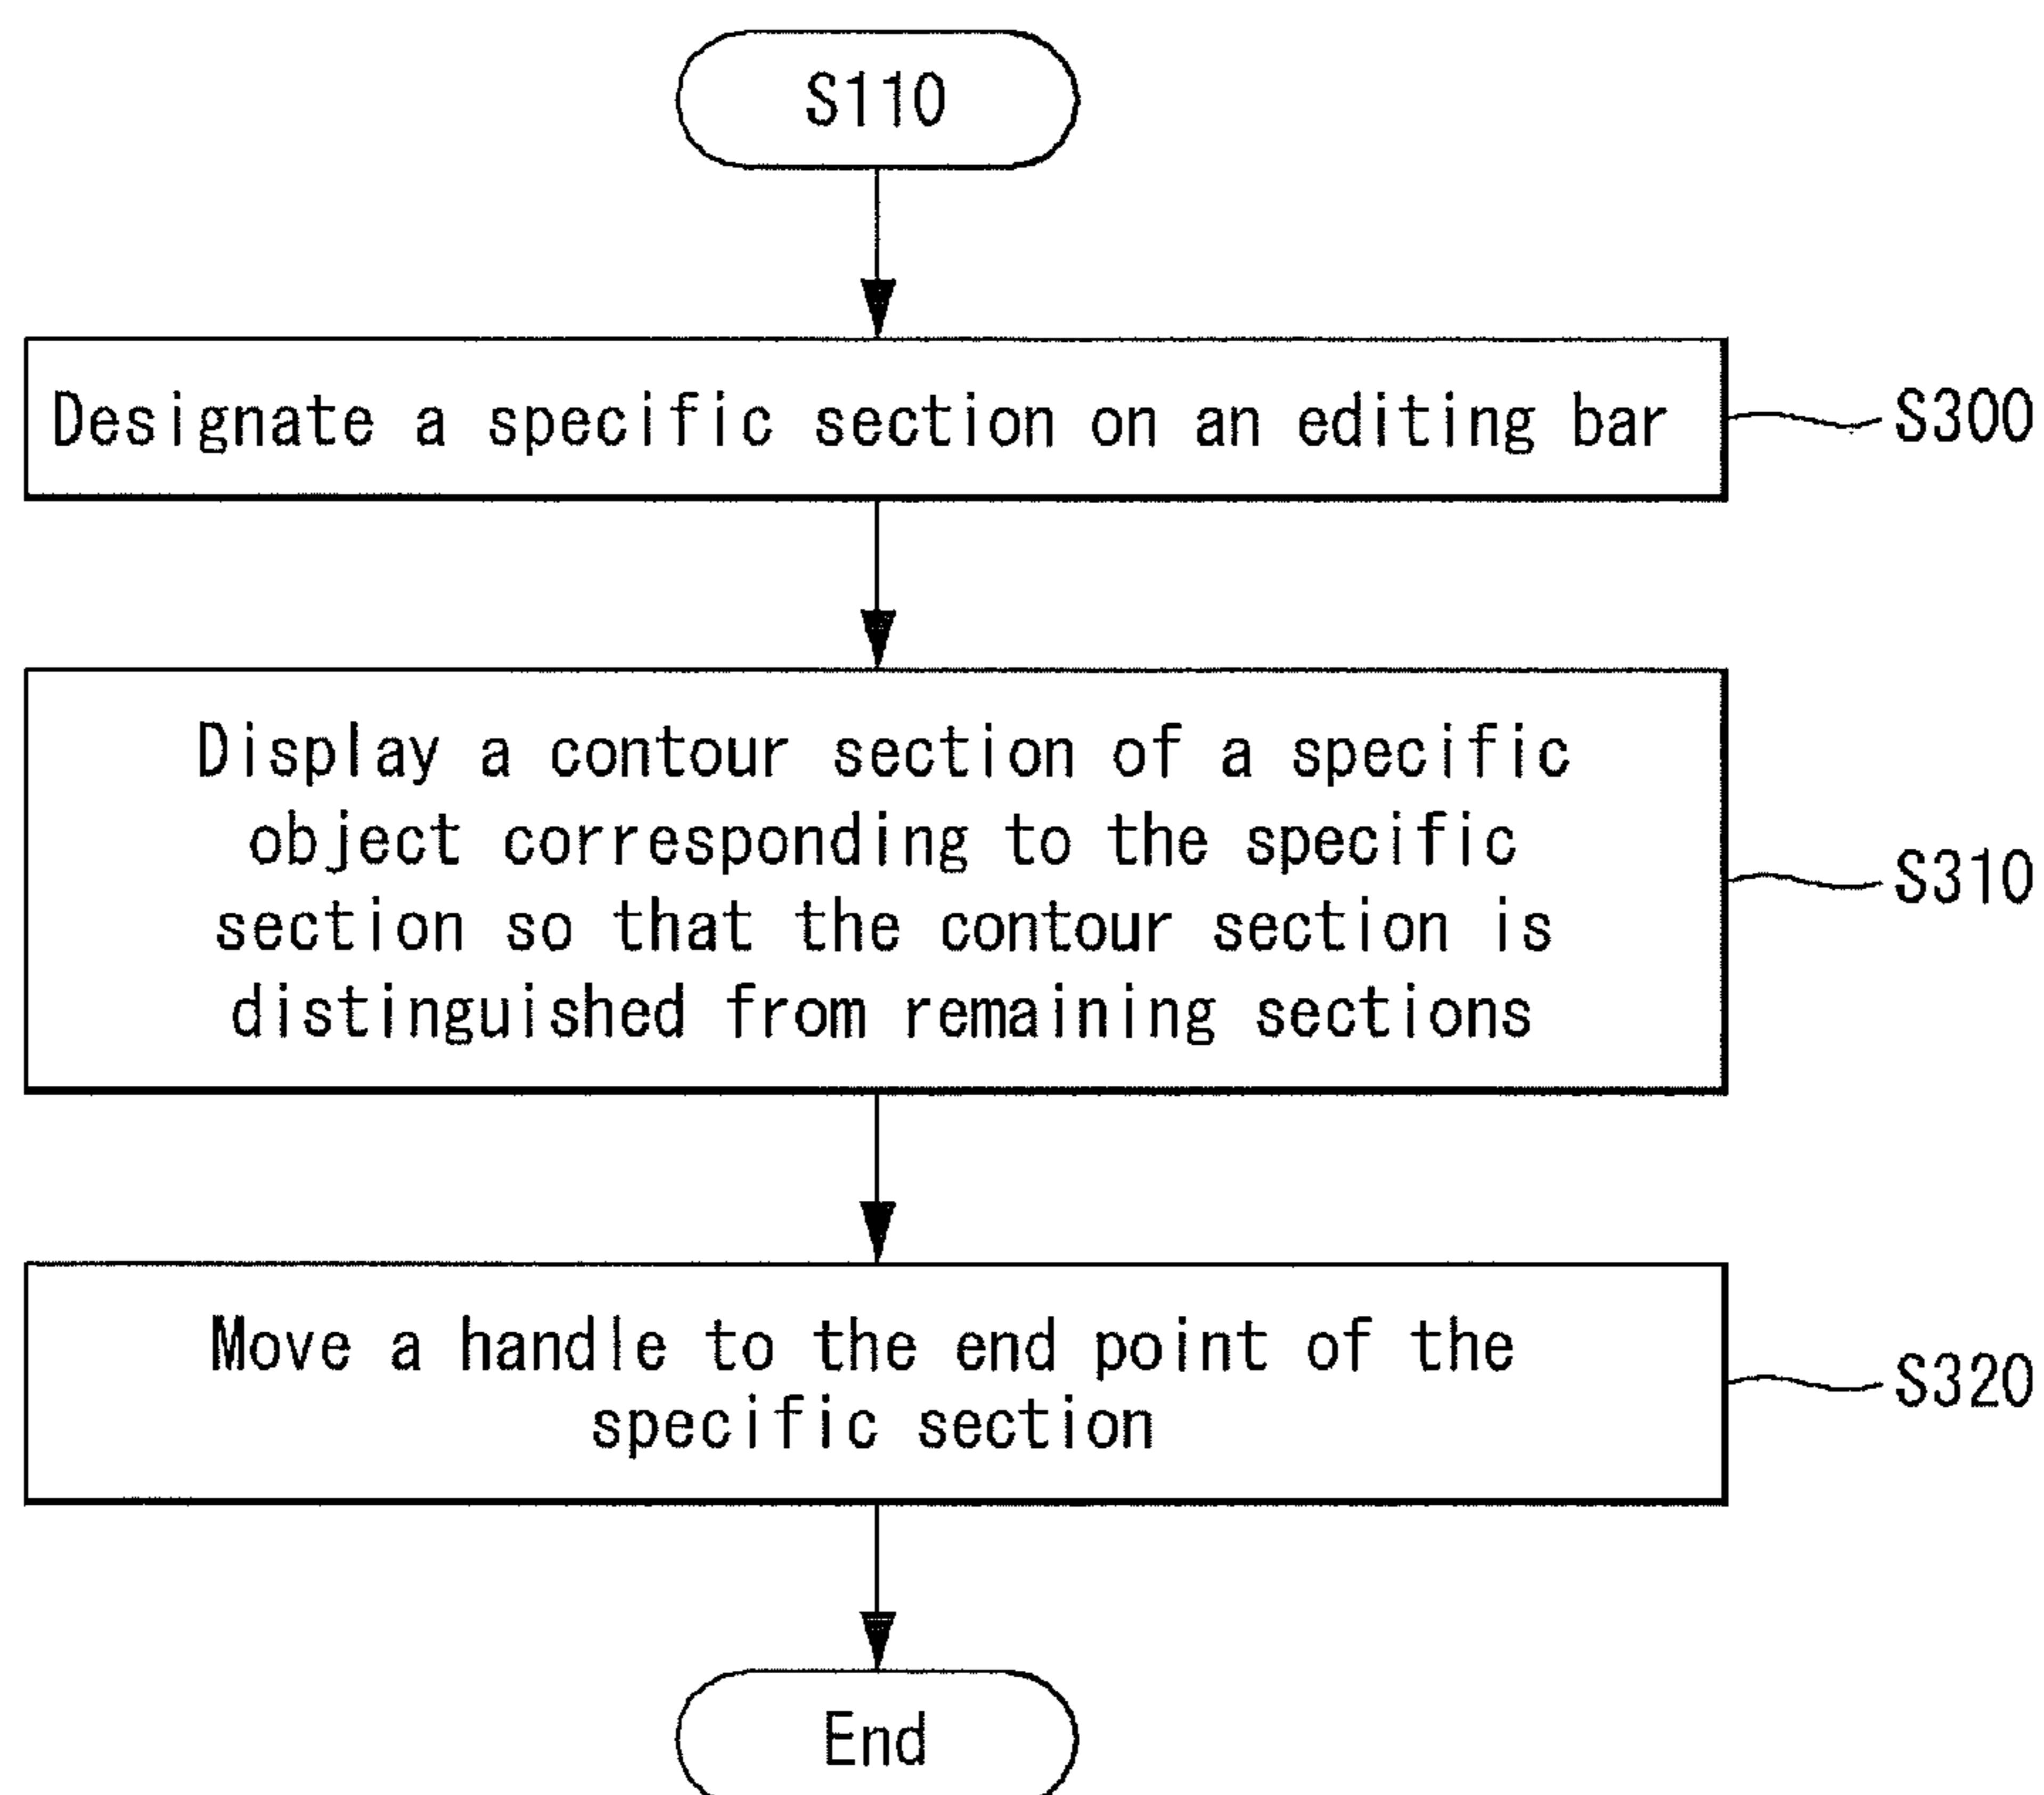 S110
Designate a specific section on an editing bar
S300
Display a contour section of a specific
object corresponding to the specific
section so that the contour section is
distinguished from remaining sections
S310
Move a handle to the end point of the
specific section
S320
End